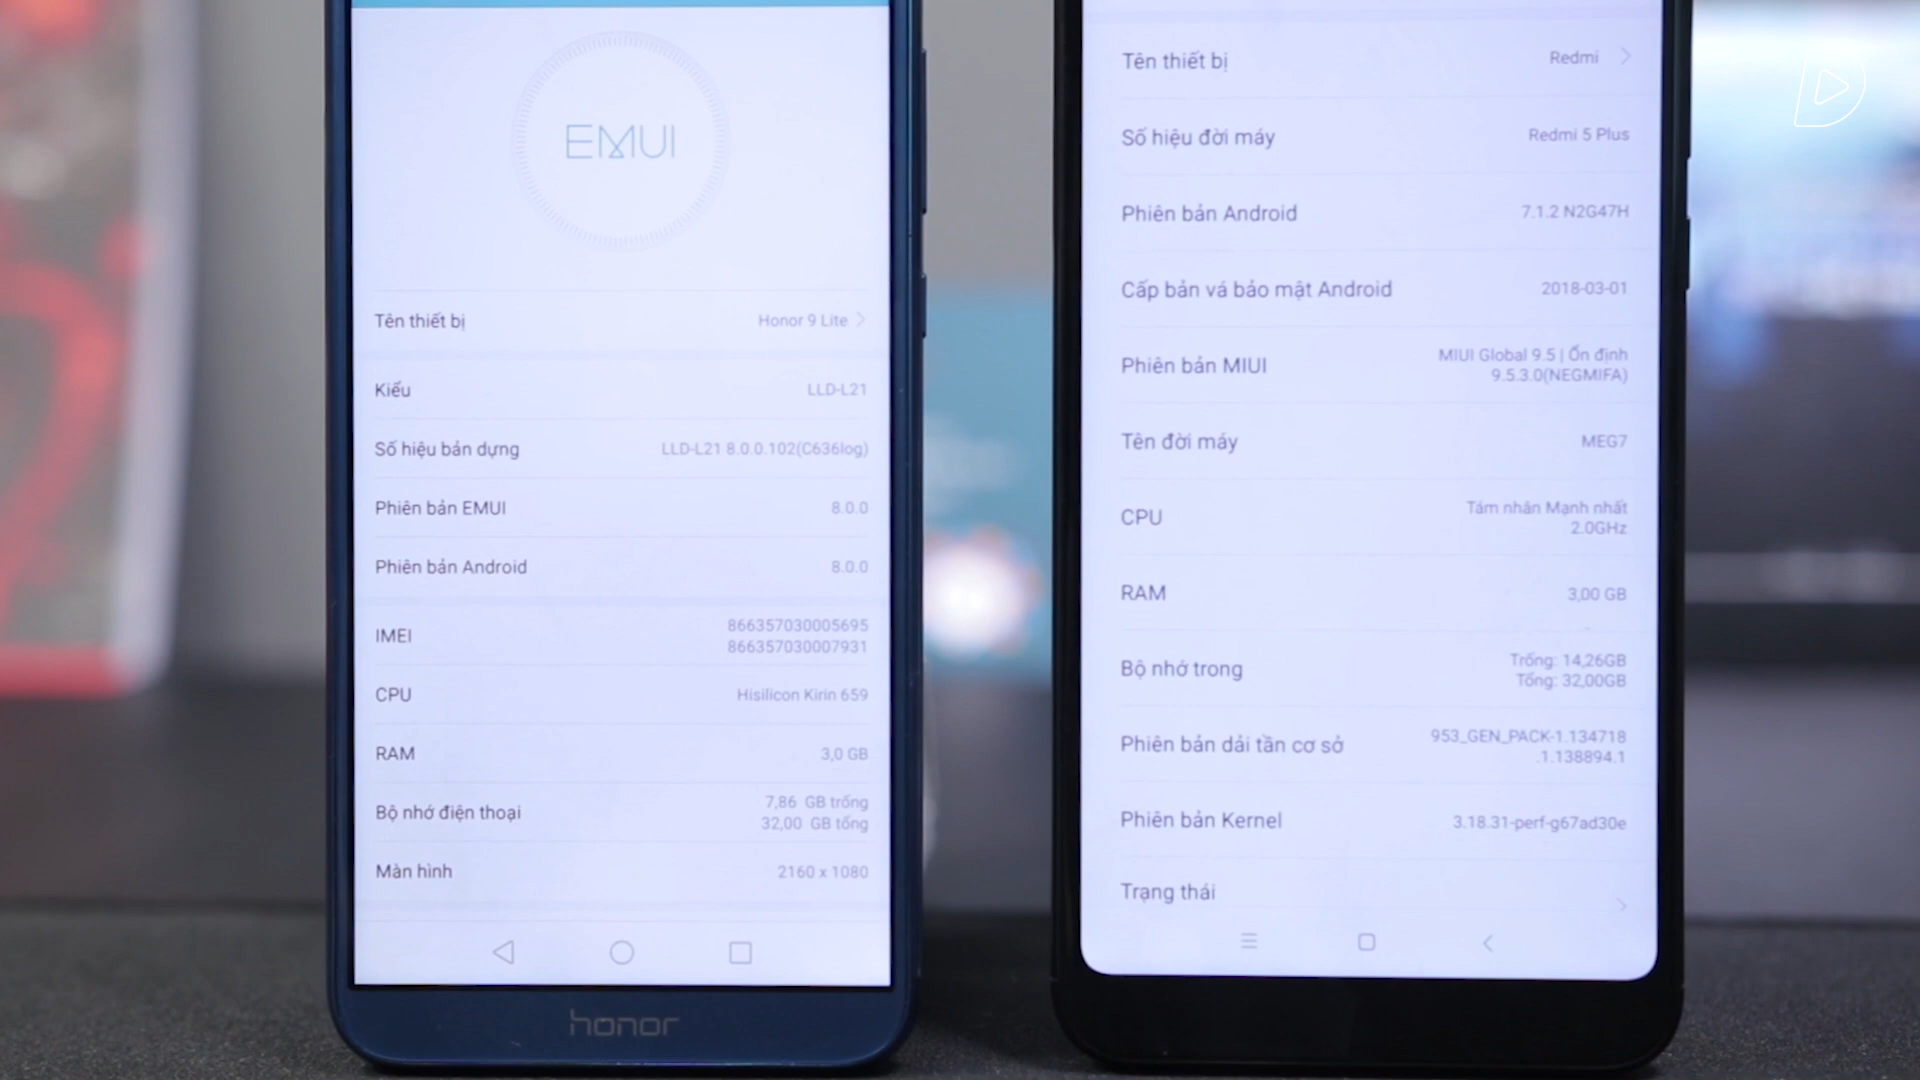 EMUI
Tên thiết bị Honor 9 Lite
Kiểu LLD-L21
Số hiệu bản dựng LLD-L21 8.0.0.102(C636log)
Phiên bản EMUI 8.0.0
Phiên bản Android 8.0.0
IMEI 866357030005695
866357030007931
CPU Hisilicon Kirin 659
RAM 3,0 GB
Bộ nhớ điện thoại 7,86 GB trống
32,00 GB tổng
Màn hình 2160 x 1080
honor
Tên thiết bị Redmi
Số hiệu đời máy Redmi 5 Plus
Phiên bản Android 7.1.2 N2G47H
Cấp bản vá bảo mật Android 2018-03-01
Phiên bản MIUI MIUI Global 9.5 | Ổn định
9.5.3.0(NEGMIFA)
Tên đời máy MEG7
CPU Tám nhân Mạnh nhất
2.0GHz
RAM 3,00 GB
Bộ nhớ trong Trống: 14,26GB
Tổng: 32,00GB
Phiên bản dải tần cơ sở 953_GEN_PACK-1.134718
.1.138894.1
Phiên bản Kernel 3.18.31-perf-g67ad30e
Trạng thái